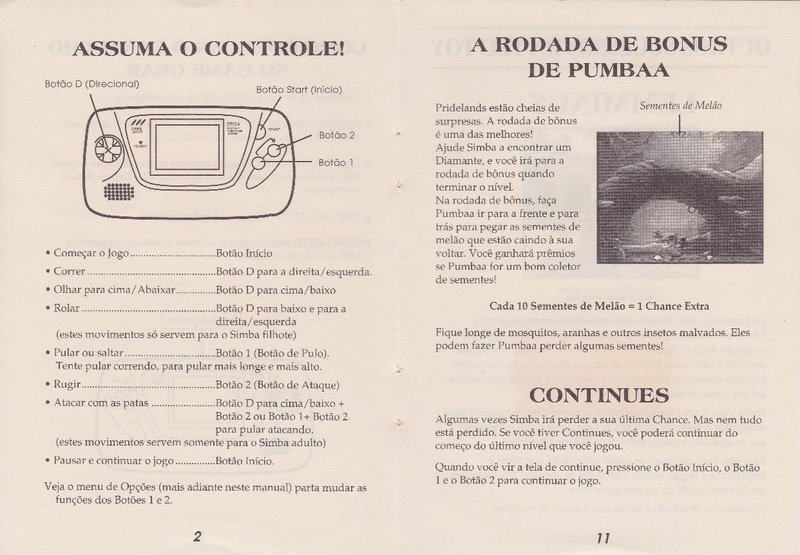 ASSUMA O CONTROLE!
Botão D (Direcional)
Botão Start (Início)
Botão 2
Botão 1
• Começar o Jogo............................Botão Início
• Correr..........................................Botão D para a direita/esquerda.
• Olhar para cima/Abaixar.............Botão D para cima/baixo
• Rolar............................................Botão D para baixo e para a
direita/esquerda
(estes movimentos só servem para o Simba filhote)
• Pular ou saltar..............................Botão 1 (Botão de Pulo).
Tente pular correndo, para pular mais longe e mais alto.
• Rugir............................................Botão 2 (Botão de Ataque)
• Atacar com as patas.....................Botão D para cima/baixo +
Botão 2 ou Botão 1+ Botão 2
para pular atacando.
(estes movimentos servem somente para o Simba adulto)
• Pausar e continuar o jogo.............Botão Início.
Veja o menu de Opções (mais adiante neste manual) parta mudar as
funções dos Botões 1 e 2.
2
A RODADA DE BONUS
DE PUMBAA
Pridelands estão cheias de
surpresas. A rodada de bônus
é uma das melhores!
Ajude Simba a encontrar um
Diamante, e você irá para a
rodada de bônus quando
terminar o nível.
Na rodada de bônus, faça
Pumbaa ir para a frente e para
trás para pegar as sementes de
melão que estão caindo à sua
voltar. Você ganhará prêmios
se Pumbaa for um bom coletor
de sementes!
Sementes de Melão
Cada 10 Sementes de Melão = 1 Chance Extra
Fique longe de mosquitos, aranhas e outros insetos malvados. Eles
podem fazer Pumbaa perder algumas sementes!
CONTINUES
Algumas vezes Simba irá perder a sua última Chance. Mas nem tudo
está perdido. Se você tiver Continues, você poderá continuar do
começo do último nível que você jogou.
Quando você vir a tela de continue, pressione o Botão Início, o Botão
1 e o Botão 2 para continuar o jogo.
11